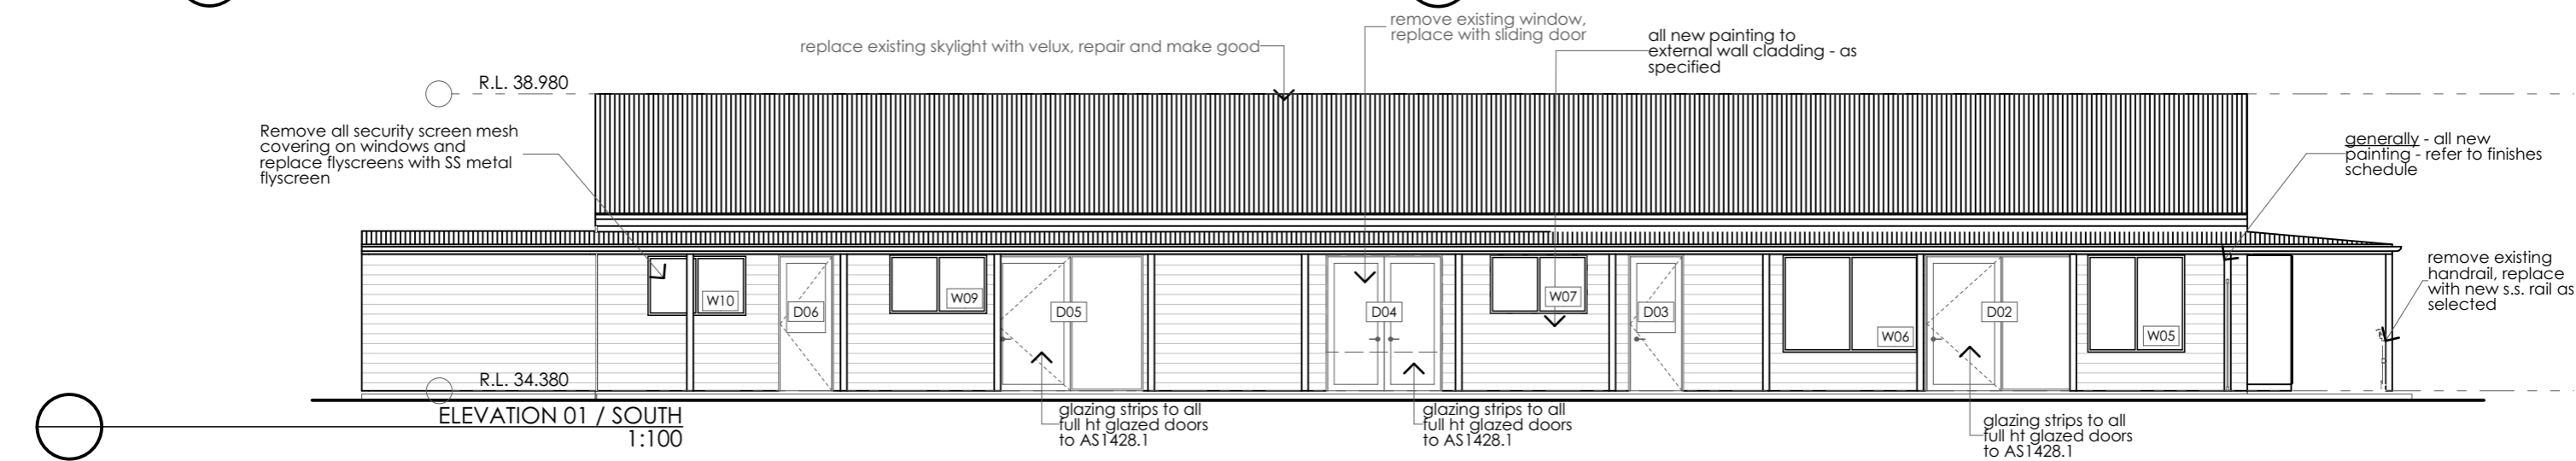 remove existing window,
replace with sliding door
replace existing skylight with velux, repair and make good
all new painting to
external wall cladding - as
specified
R.L. 38.980
Remove all security screen mesh
covering on windows and
replace flyscreens with SS metal
flyscreen
generally - all new
painting - refer to finishes
schedule
remove existing
handrail, replace
with new s.s. rail as
selected
W10
D06
W09
D05
D04
W07
D03
W06
D02
W05
R.L. 34.380
ELEVATION 01 / SOUTH
1:100
glazing strips to all
full ht glazed doors
to AS1428.1
glazing strips to all
full ht glazed doors
to AS1428.1
glazing strips to all
full ht glazed doors
to AS1428.1